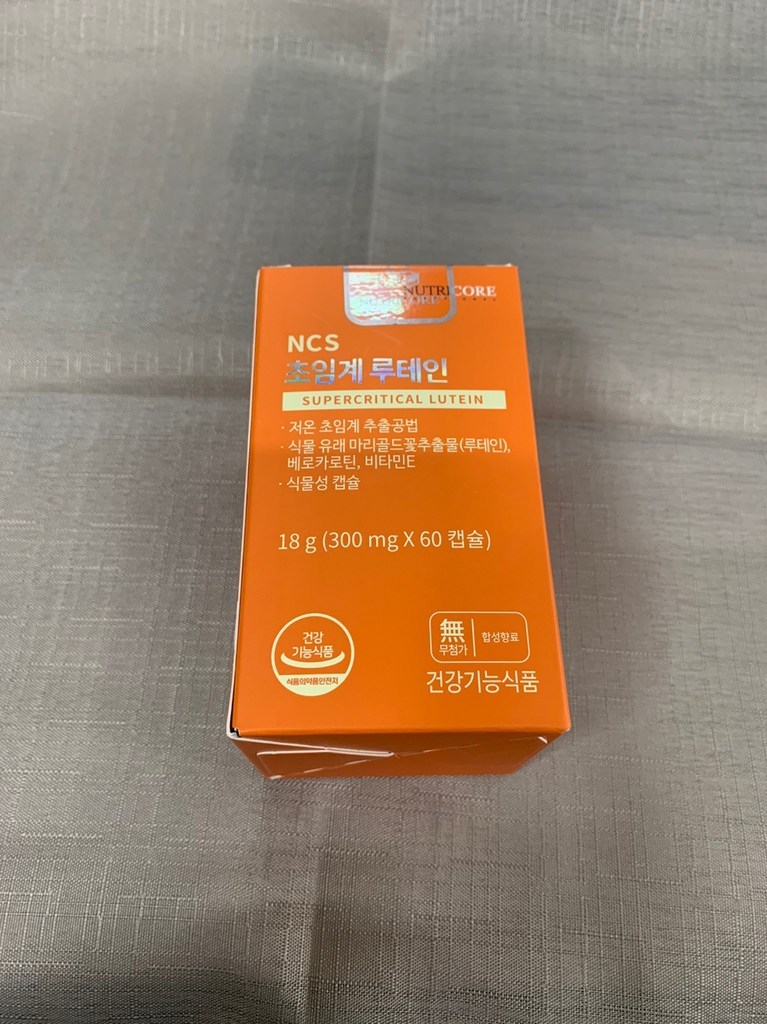 NUTRICORE
NCS
초임계 루테인
SUPERCRITICAL LUTEIN
· 저온 초임계 추출공법
· 식물 유래 마리골드꽃추출물(루테인),
베로카로틴, 비타민E
· 식물성 캡슐
18 g (300 mg X 60 캡슐)
건강
기능식품
식품의약품안전처
無
무첨가
합성향료
건강기능식품